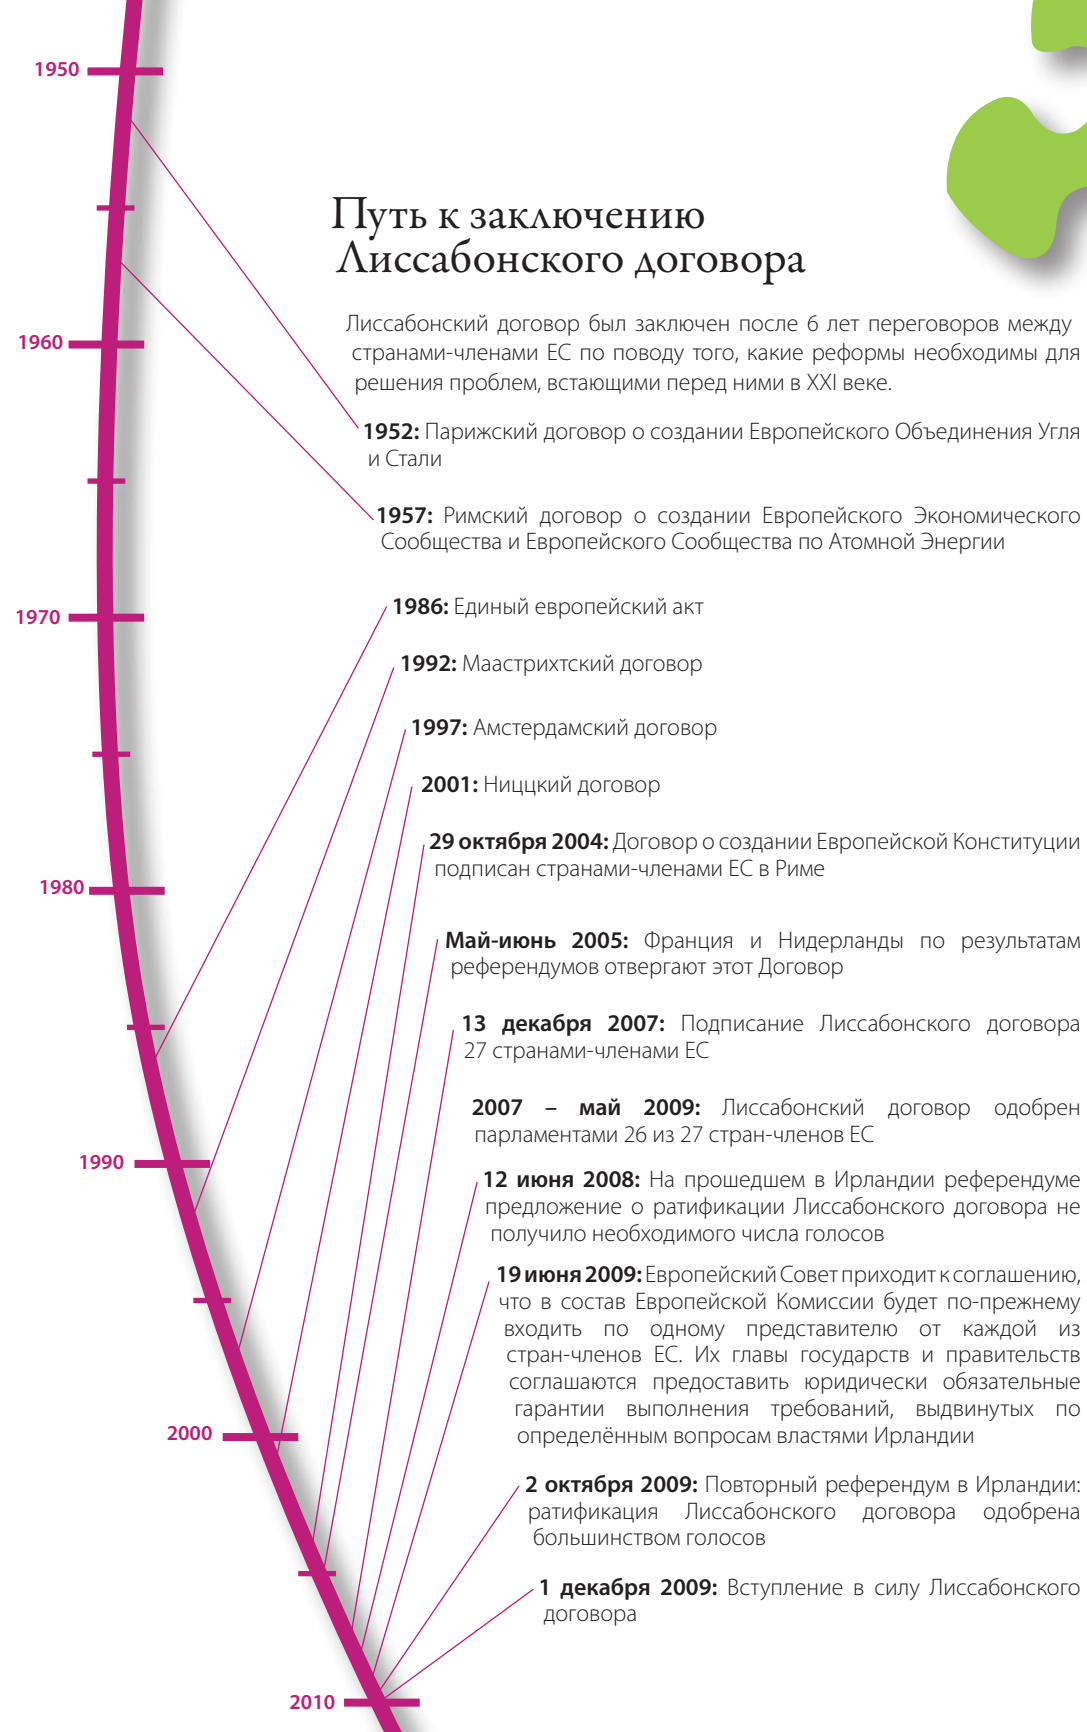 1950
Путь к заключению
Лиссабонского договора
Лиссабонский договор был заключен после 6 лет переговоров между
странами-членами ЕС по поводу того, какие реформы необходимы для
решения проблем, встающими перед ними в XXI веке.
1960
1952: Парижский договор о создании Европейского Объединения Угля
и Стали
1957: Римский договор о создании Европейского Экономического
Сообщества и Европейского Сообщества по Атомной Энергии
1970
1986: Единый европейский акт
1992: Маастрихтский договор
1997: Амстердамский договор
2001: Ниццкий договор
29 октября 2004: Договор о создании Европейской Конституции
подписан странами-членами ЕС в Риме
1980
Май-июнь 2005: Франция и Нидерланды по результатам
референдумов отвергают этот Договор
13 декабря 2007: Подписание Лиссабонского договора
27 странами-членами ЕС
2007 – май 2009: Лиссабонский договор одобрен
парламентами 26 из 27 стран-членов ЕС
1990
12 июня 2008: На прошедшем в Ирландии референдуме
предложение о ратификации Лиссабонского договора не
получило необходимого числа голосов
19 июня 2009: Европейский Совет приходит к соглашению,
что в состав Европейской Комиссии будет по-прежнему
входить по одному представителю от каждой из
стран-членов ЕС. Их главы государств и правительств
соглашаются предоставить юридически обязательные
гарантии выполнения требований, выдвинутых по
определённым вопросам властями Ирландии
2000
2 октября 2009: Повторный референдум в Ирландии:
ратификация Лиссабонского договора одобрена
большинством голосов
1 декабря 2009: Вступление в силу Лиссабонского
договора
2010